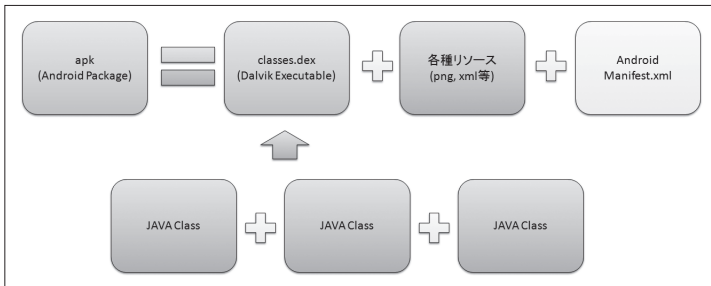 apk
(Android Package)
classes.dex
(Dalvik Executable)
各種リソース
(png, xml等)
Android
Manifest.xml
JAVA Class
JAVA Class
JAVA Class